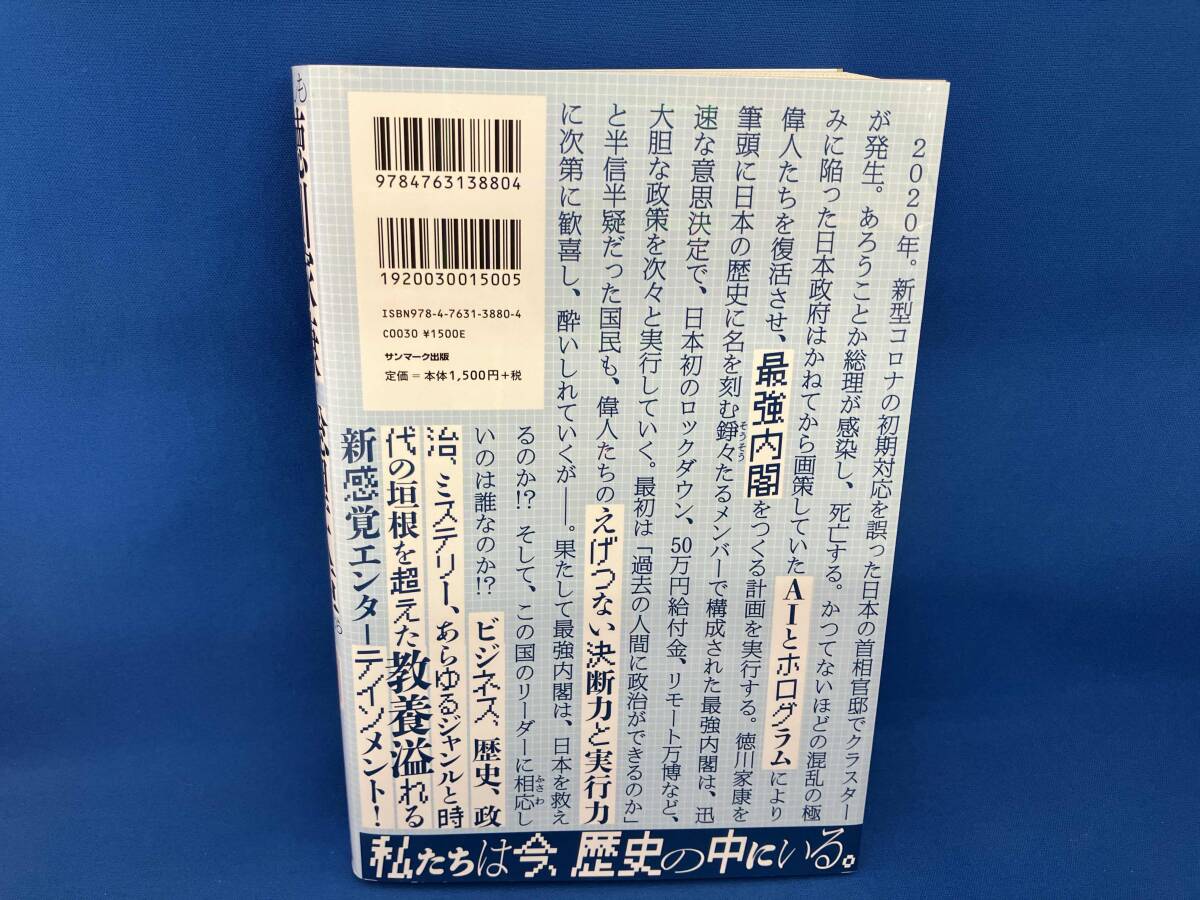 2020年。新型コロナの初期対応を誤った日本の首相官邸でクラスター
が発生。あろうことか総理が感染し、死亡する。かつてないほどの混乱の極
みに陥った日本政府はかねてから画策していたAIとホログラムにより
偉人たちを復活させ、最強内閣をつくる計画を実行する。徳川家康を
筆頭に日本の歴史に名を刻む錚々たるメンバーで構成された最強内閣は、迅
そうそう
速な意思決定で、日本初のロックダウン、50万円給付金、リモート万博など、
大胆な政策を次々と実行していく。最初は「過去の人間に政治ができるのか」
と半信半疑だった国民も、偉人たちのえげつない決断力と実行力
に次第に歓喜し、酔いしれていくが――。果たして最強内閣は、日本を救え
るのか!? そして、この国のリーダーに相応し
ふさわ
いのは誰なのか!? ビジネス、歴史、政
治、ミステリー、あらゆるジャンルと時
代の垣根を超えた教養溢れる
新感覚エンターテインメント!
9784763138804
1920030015005
ISBN978-4-7631-3880-4
C0030 ¥1500E
サンマーク出版
定価=本体1,500円+税
私たちは今、歴史の中にいる。